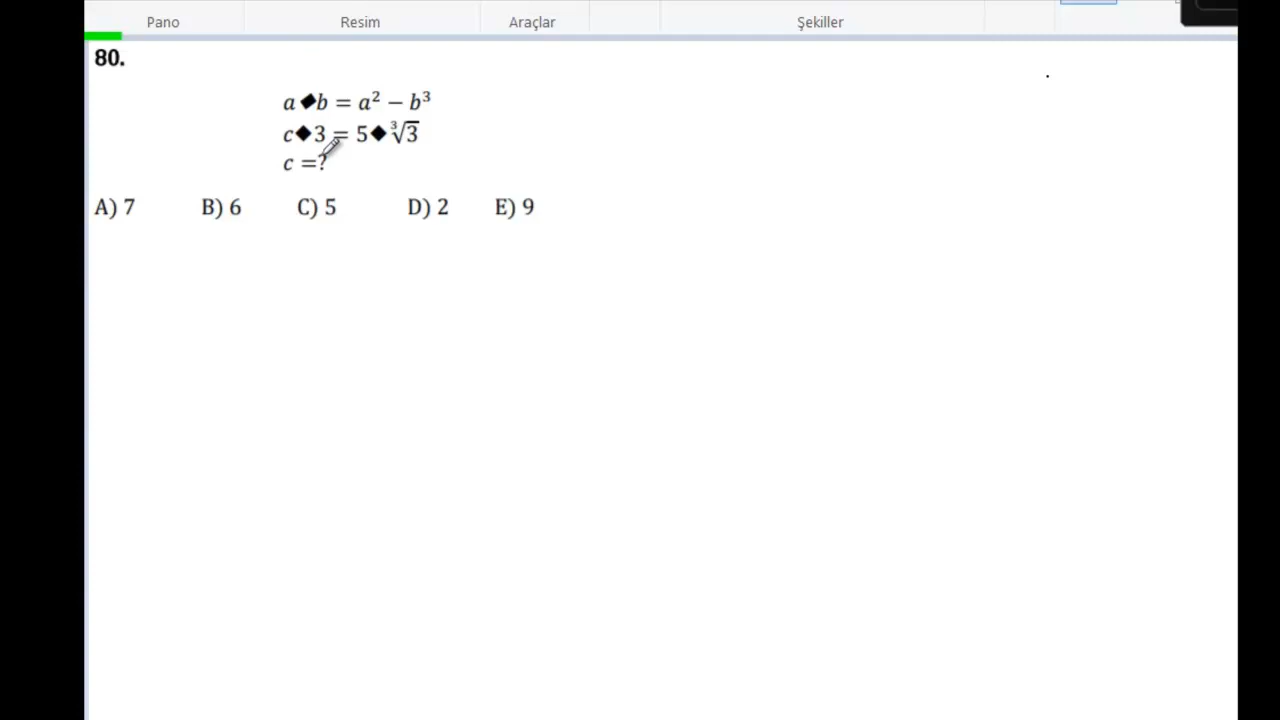 Pano Resim Araçlar Şekiller
80.
a◆b = a² − b³
c◆3 = 5◆∛3
c =?
A) 7 B) 6 C) 5 D) 2 E) 9